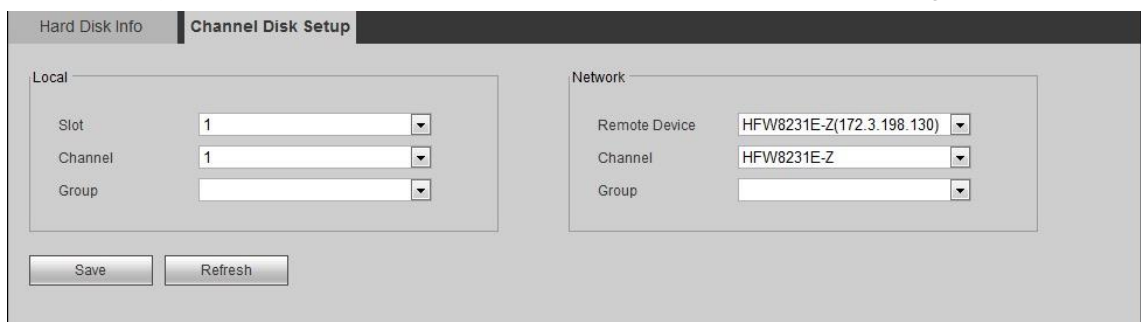 Hard Disk Info Channel Disk Setup
Local
Slot 1
Channel 1
Group
Network
Remote Device HFW8231E-Z(172.3.198.130)
Channel HFW8231E-Z
Group
Save Refresh